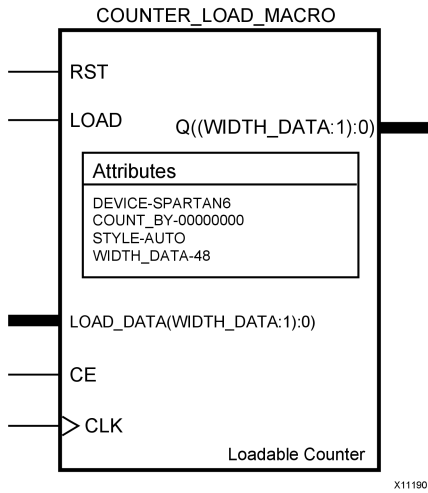 COUNTER_LOAD_MACRO
RST
LOAD
Q((WIDTH_DATA:1):0)
Attributes
DEVICE-SPARTAN6
COUNT_BY-00000000
STYLE-AUTO
WIDTH_DATA-48
LOAD_DATA(WIDTH_DATA:1):0)
CE
CLK
Loadable Counter
X11190